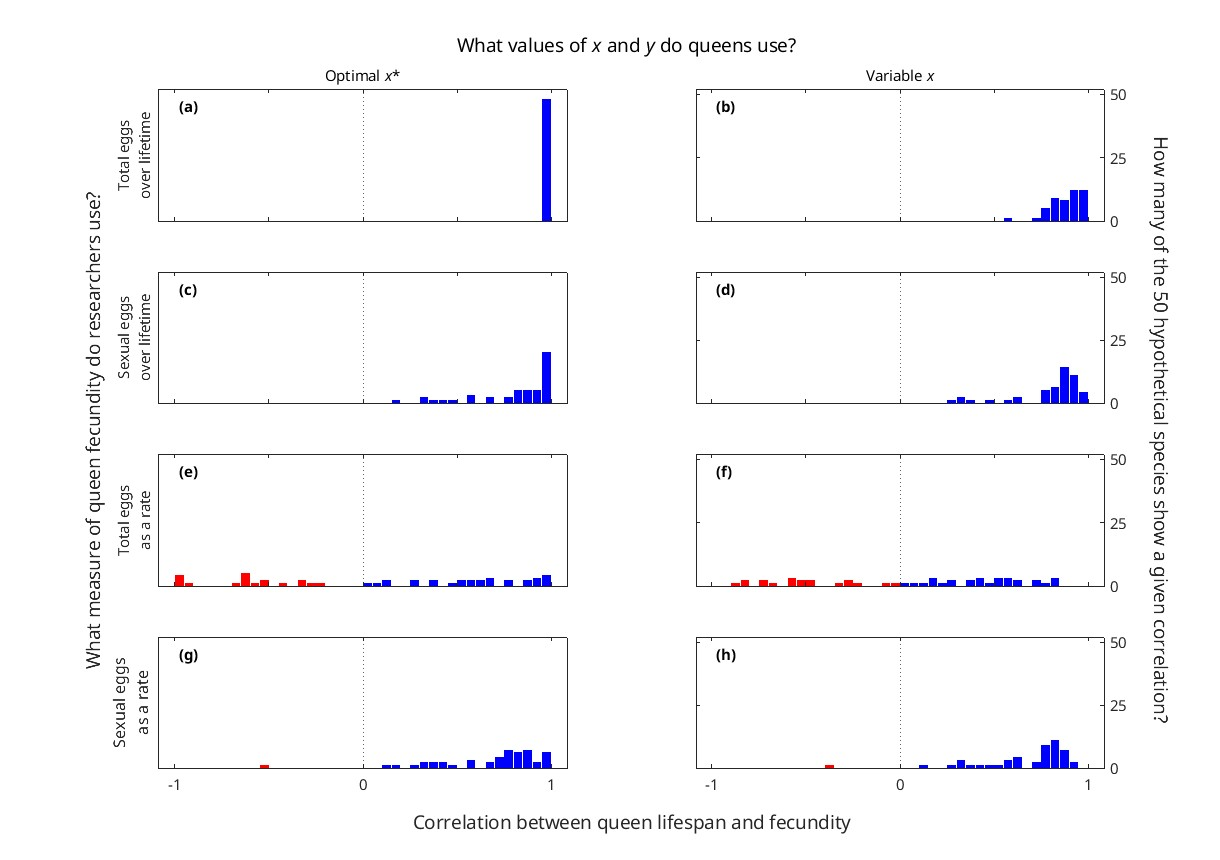 What values of x and y do queens use?
Optimal x*
Variable x
What measure of queen fecundity do researchers use?
How many of the 50 hypothetical species show a given correlation?
Total eggs
over lifetime
(a)
(b)
50
25
0
Sexual eggs
over lifetime
(c)
(d)
50
25
0
Total eggs
as a rate
(e)
(f)
50
25
0
Sexual eggs
as a rate
(g)
(h)
50
25
0
-1
0
1
-1
0
1
Correlation between queen lifespan and fecundity